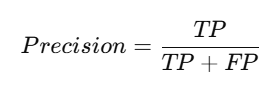 Precision = TP / (TP + FP)